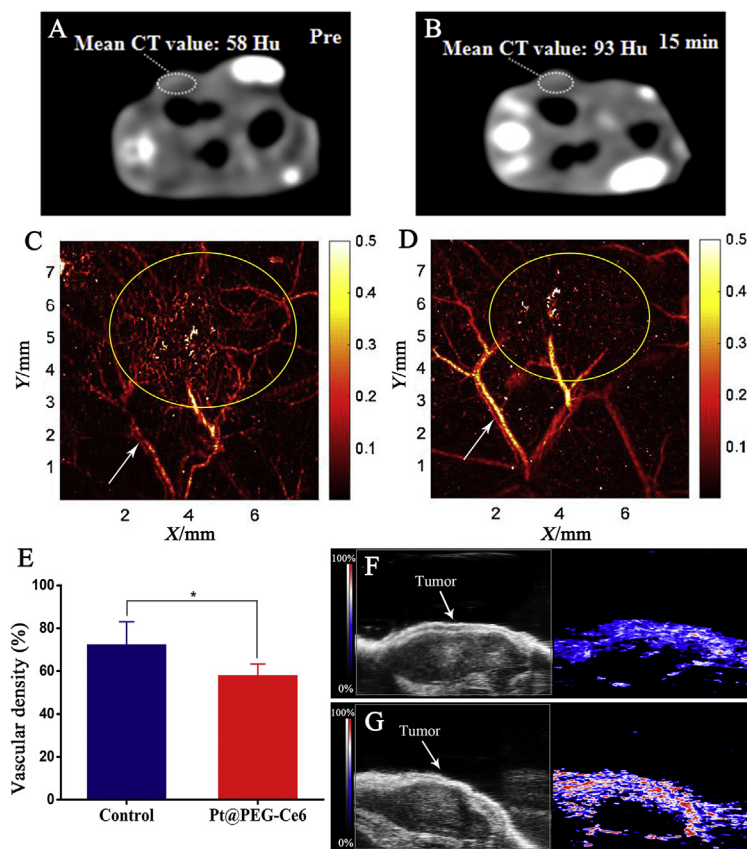 A
Mean CT value: 58 Hu
Pre
B
Mean CT value: 93 Hu
15 min
C
7
6
5
4
3
2
1
Y/mm
2 4 6
X/mm
0.5
0.4
0.3
0.2
0.1
D
7
6
5
4
3
2
1
Y/mm
2 4 6
X/mm
0.5
0.4
0.3
0.2
0.1
E
Vascular density (%)
100
80
60
40
60
80
0
*
Control
Pt@PEG-Ce6
F
100%
0%
Tumor
G
100%
0%
Tumor